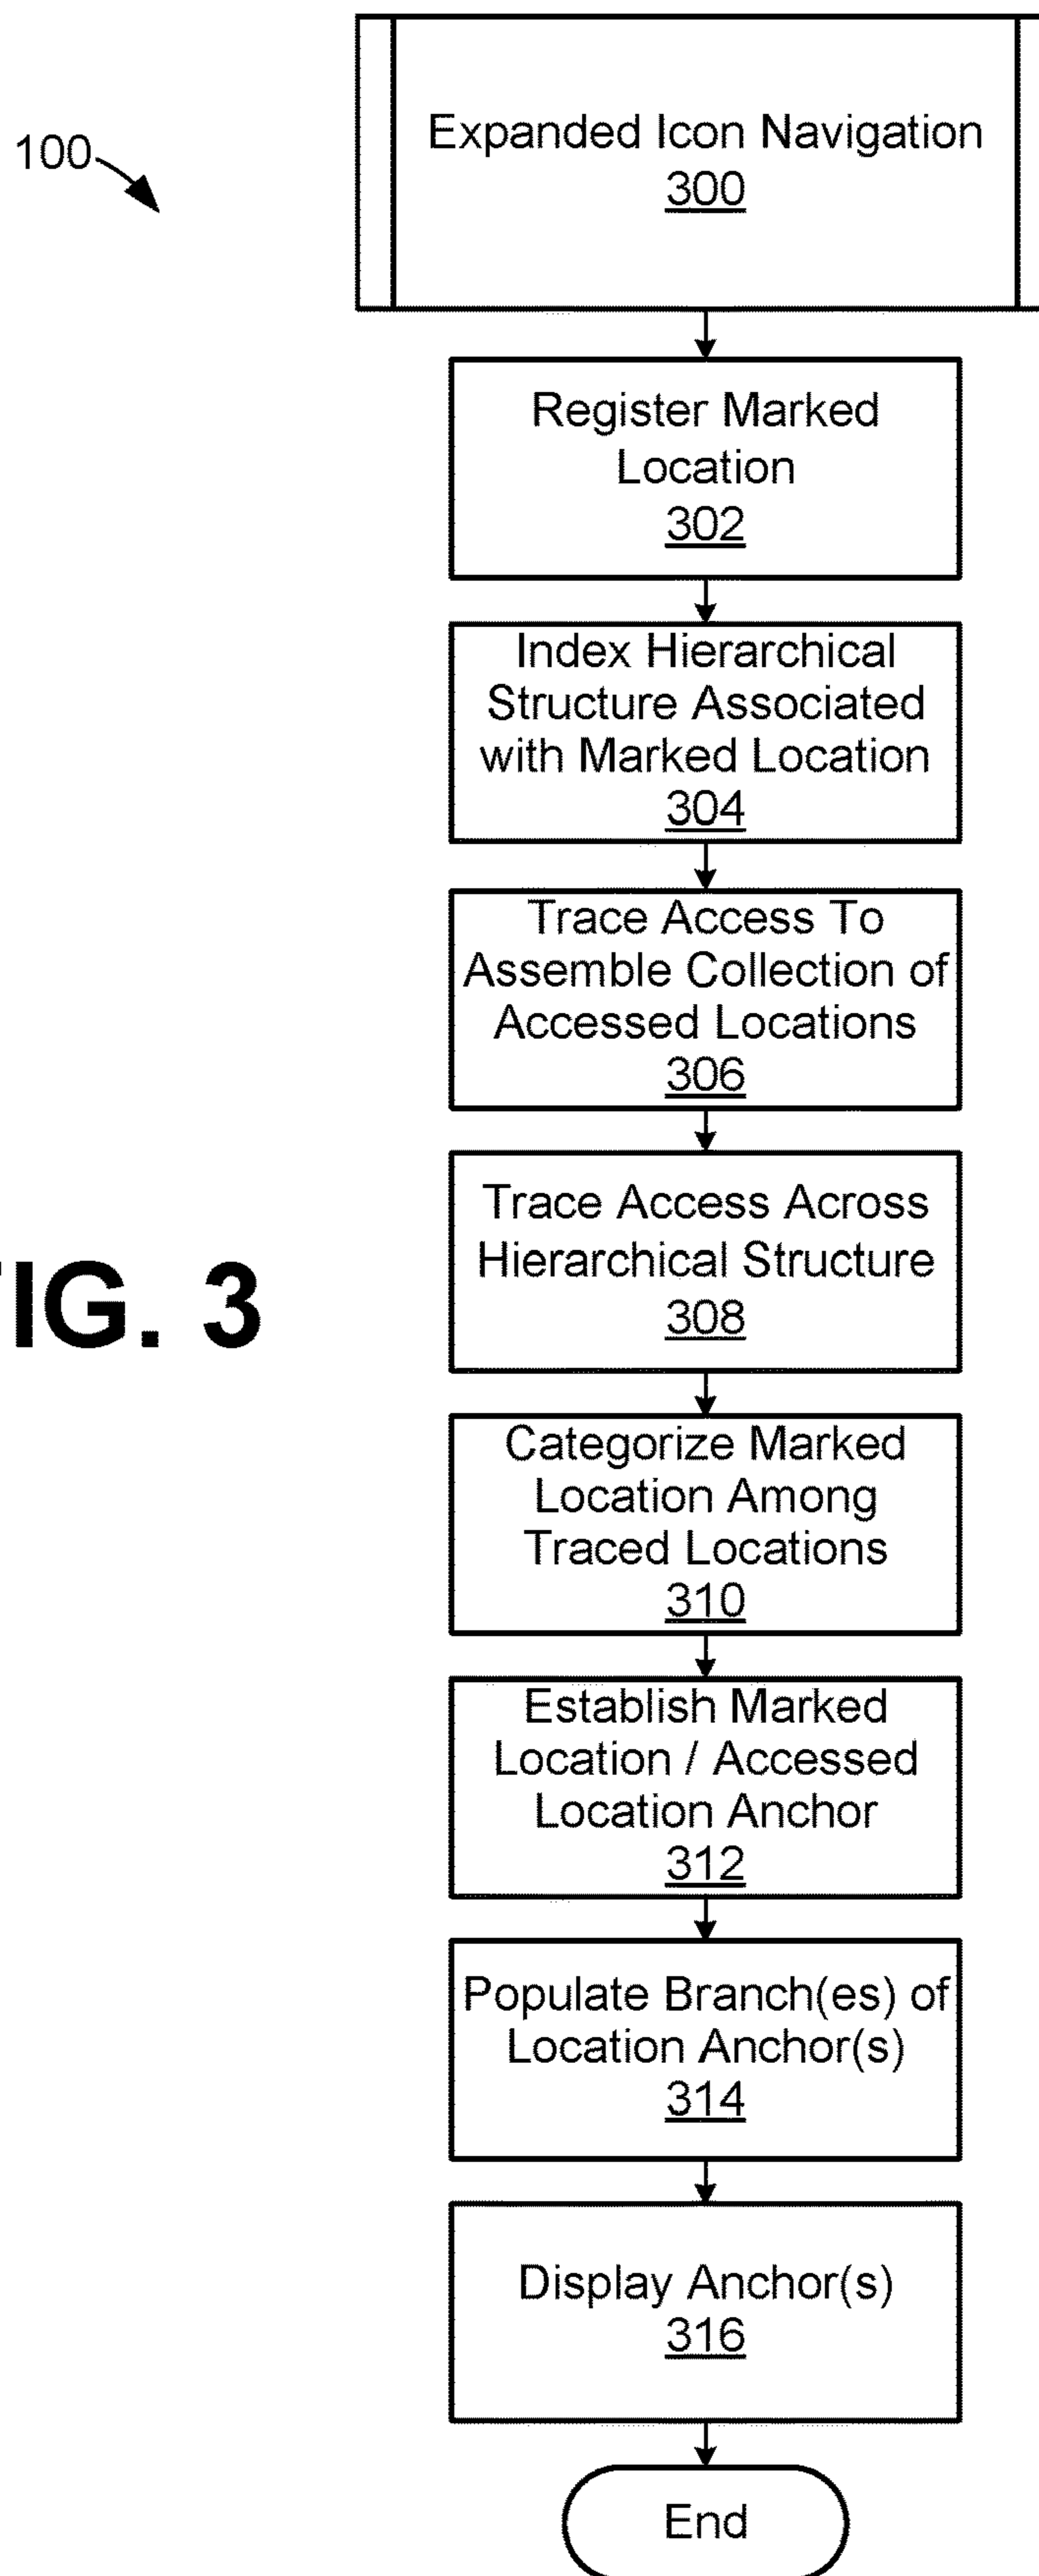 100
Expanded Icon Navigation
300
Register Marked
Location
302
Index Hierarchical
Structure Associated
with Marked Location
304
Trace Access To
Assemble Collection of
Accessed Locations
306
Trace Access Across
Hierarchical Structure
308
IG. 3
Categorize Marked
Location Among
Traced Locations
310
Establish Marked
Location / Accessed
Location Anchor
312
Populate Branch(es) of
Location Anchor(s)
314
Display Anchor(s)
316
End